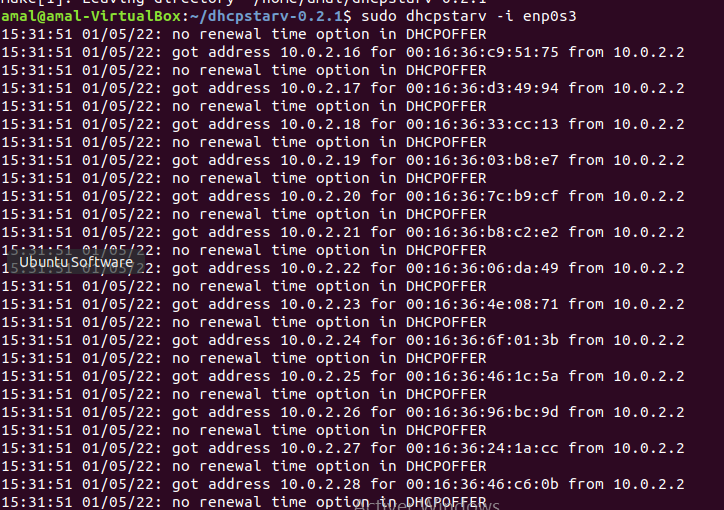 make[1]: Leaving directory '/home/amal/dhcpstarv-0.2.1'
amal@amal-VirtualBox:~/dhcpstarv-0.2.1$ sudo dhcpstarv -i enp0s3
15:31:51 01/05/22: no renewal time option in DHCPOFFER
15:31:51 01/05/22: got address 10.0.2.16 for 00:16:36:c9:51:75 from 10.0.2.2
15:31:51 01/05/22: no renewal time option in DHCPOFFER
15:31:51 01/05/22: got address 10.0.2.17 for 00:16:36:d3:49:94 from 10.0.2.2
15:31:51 01/05/22: no renewal time option in DHCPOFFER
15:31:51 01/05/22: got address 10.0.2.18 for 00:16:36:33:cc:13 from 10.0.2.2
15:31:51 01/05/22: no renewal time option in DHCPOFFER
15:31:51 01/05/22: got address 10.0.2.19 for 00:16:36:03:b8:e7 from 10.0.2.2
15:31:51 01/05/22: no renewal time option in DHCPOFFER
15:31:51 01/05/22: got address 10.0.2.20 for 00:16:36:7c:b9:cf from 10.0.2.2
15:31:51 01/05/22: no renewal time option in DHCPOFFER
15:31:51 01/05/22: got address 10.0.2.21 for 00:16:36:b8:c2:e2 from 10.0.2.2
15:31:51 01/05/22: no renewal time option in DHCPOFFER
Ubuntu Software
15:31:51 01/05/22: got address 10.0.2.22 for 00:16:36:06:da:49 from 10.0.2.2
15:31:51 01/05/22: no renewal time option in DHCPOFFER
15:31:51 01/05/22: got address 10.0.2.23 for 00:16:36:4e:08:71 from 10.0.2.2
15:31:51 01/05/22: no renewal time option in DHCPOFFER
15:31:51 01/05/22: got address 10.0.2.24 for 00:16:36:6f:01:3b from 10.0.2.2
15:31:51 01/05/22: no renewal time option in DHCPOFFER
15:31:51 01/05/22: got address 10.0.2.25 for 00:16:36:46:1c:5a from 10.0.2.2
15:31:51 01/05/22: no renewal time option in DHCPOFFER
15:31:51 01/05/22: got address 10.0.2.26 for 00:16:36:96:bc:9d from 10.0.2.2
15:31:51 01/05/22: no renewal time option in DHCPOFFER
15:31:51 01/05/22: got address 10.0.2.27 for 00:16:36:24:1a:cc from 10.0.2.2
15:31:51 01/05/22: no renewal time option in DHCPOFFER
15:31:51 01/05/22: got address 10.0.2.28 for 00:16:36:46:c6:0b from 10.0.2.2
15:31:51 01/05/22: no renewal time option in DHCPOFFER
Activer Windows